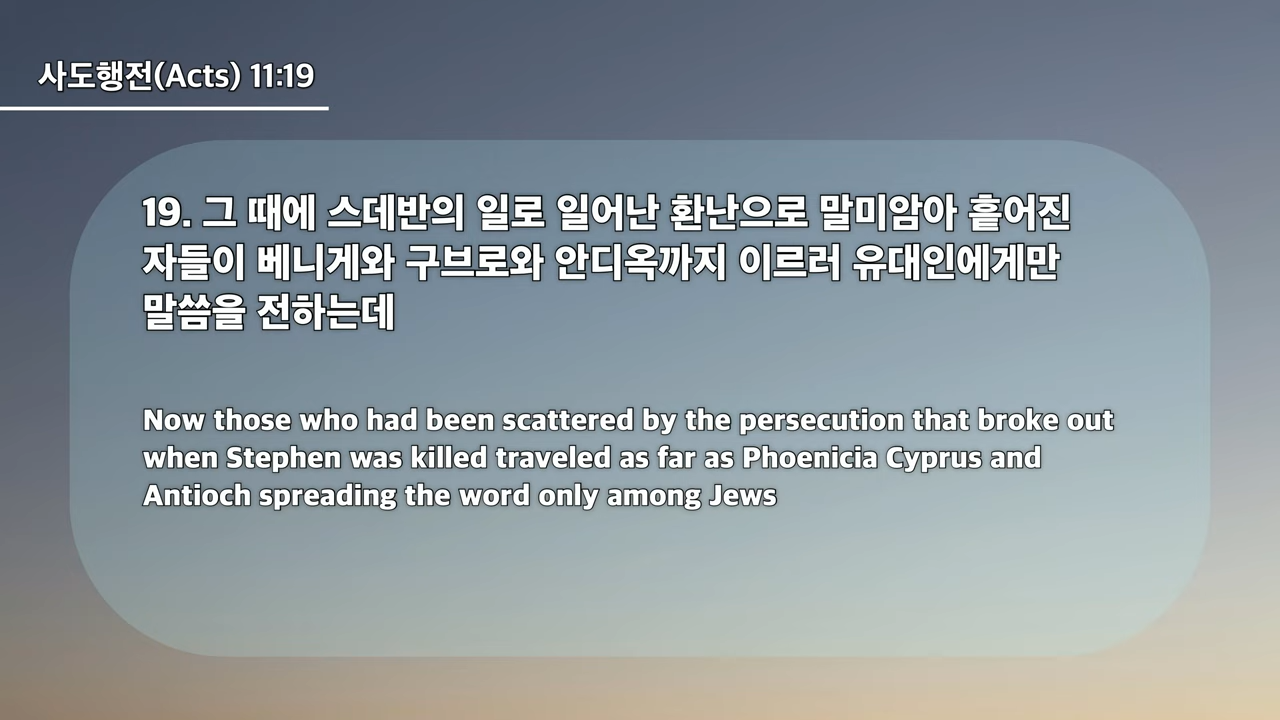 사도행전(Acts) 11:19
19. 그 때에 스데반의 일로 일어난 환난으로 말미암아 흩어진
자들이 베니게와 구브로와 안디옥까지 이르러 유대인에게만
말씀을 전하는데
Now those who had been scattered by the persecution that broke out
when Stephen was killed traveled as far as Phoenicia Cyprus and
Antioch spreading the word only among Jews